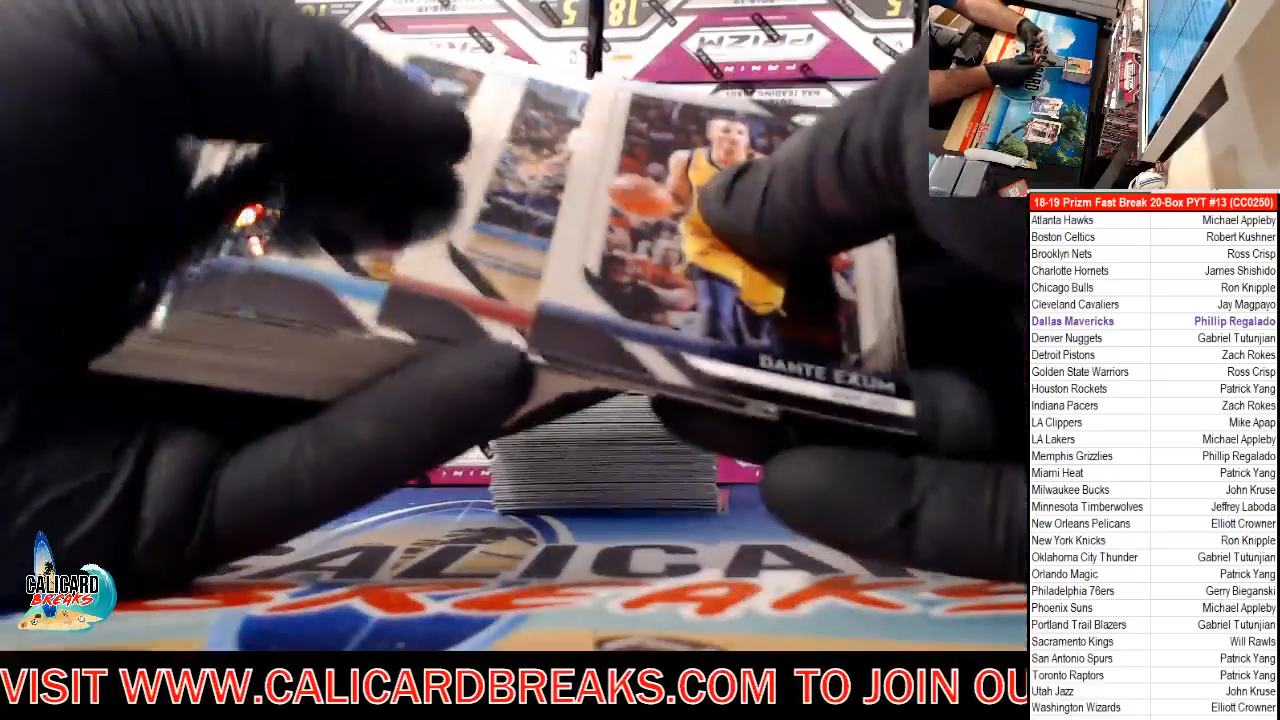 5
18
5
PRIZM
PANINI
DANTE EXUM
CALICARD
BREAKS
CALICA
BREAKS
VISIT WWW.CALICARDBREAKS.COM TO JOIN OU
18-19 Prizm Fast Break 20-Box PYT #13 (CC0250)
Atlanta Hawks Michael Appleby
Boston Celtics Robert Kushner
Brooklyn Nets Ross Crisp
Charlotte Hornets James Shishido
Chicago Bulls Ron Knipple
Cleveland Cavaliers Jay Magpayo
Dallas Mavericks Phillip Regalado
Denver Nuggets Gabriel Tutunjian
Detroit Pistons Zach Rokes
Golden State Warriors Ross Crisp
Houston Rockets Patrick Yang
Indiana Pacers Zach Rokes
LA Clippers Mike Apap
LA Lakers Michael Appleby
Memphis Grizzlies Phillip Regalado
Miami Heat Patrick Yang
Milwaukee Bucks John Kruse
Minnesota Timberwolves Jeffrey Laboda
New Orleans Pelicans Elliott Crowner
New York Knicks Ron Knipple
Oklahoma City Thunder Gabriel Tutunjian
Orlando Magic Patrick Yang
Philadelphia 76ers Gerry Bieganski
Phoenix Suns Michael Appleby
Portland Trail Blazers Gabriel Tutunjian
Sacramento Kings Will Rawls
San Antonio Spurs Patrick Yang
Toronto Raptors Patrick Yang
Utah Jazz John Kruse
Washington Wizards Elliott Crowner